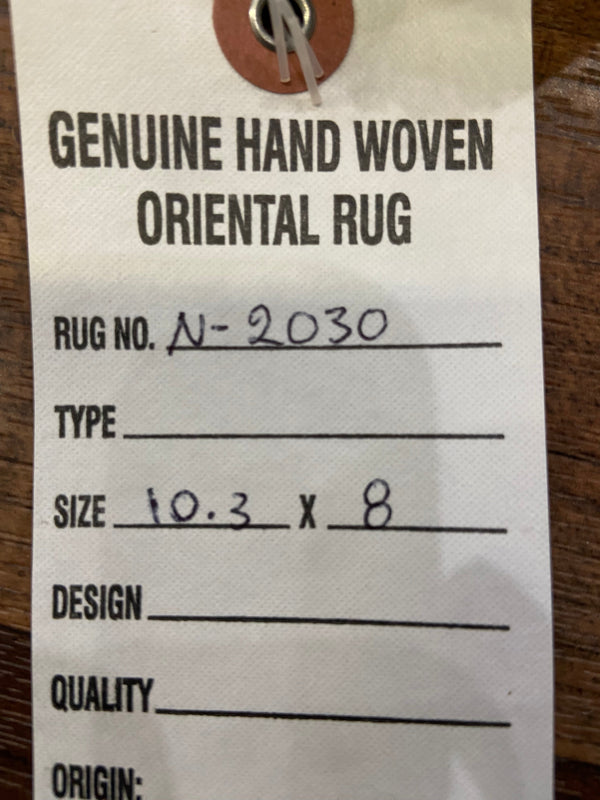 GENUINE HAND WOVEN
ORIENTAL RUG
RUG NO. N-2030
TYPE
SIZE 10.3 X 8
DESIGN
QUALITY
ORIGIN: